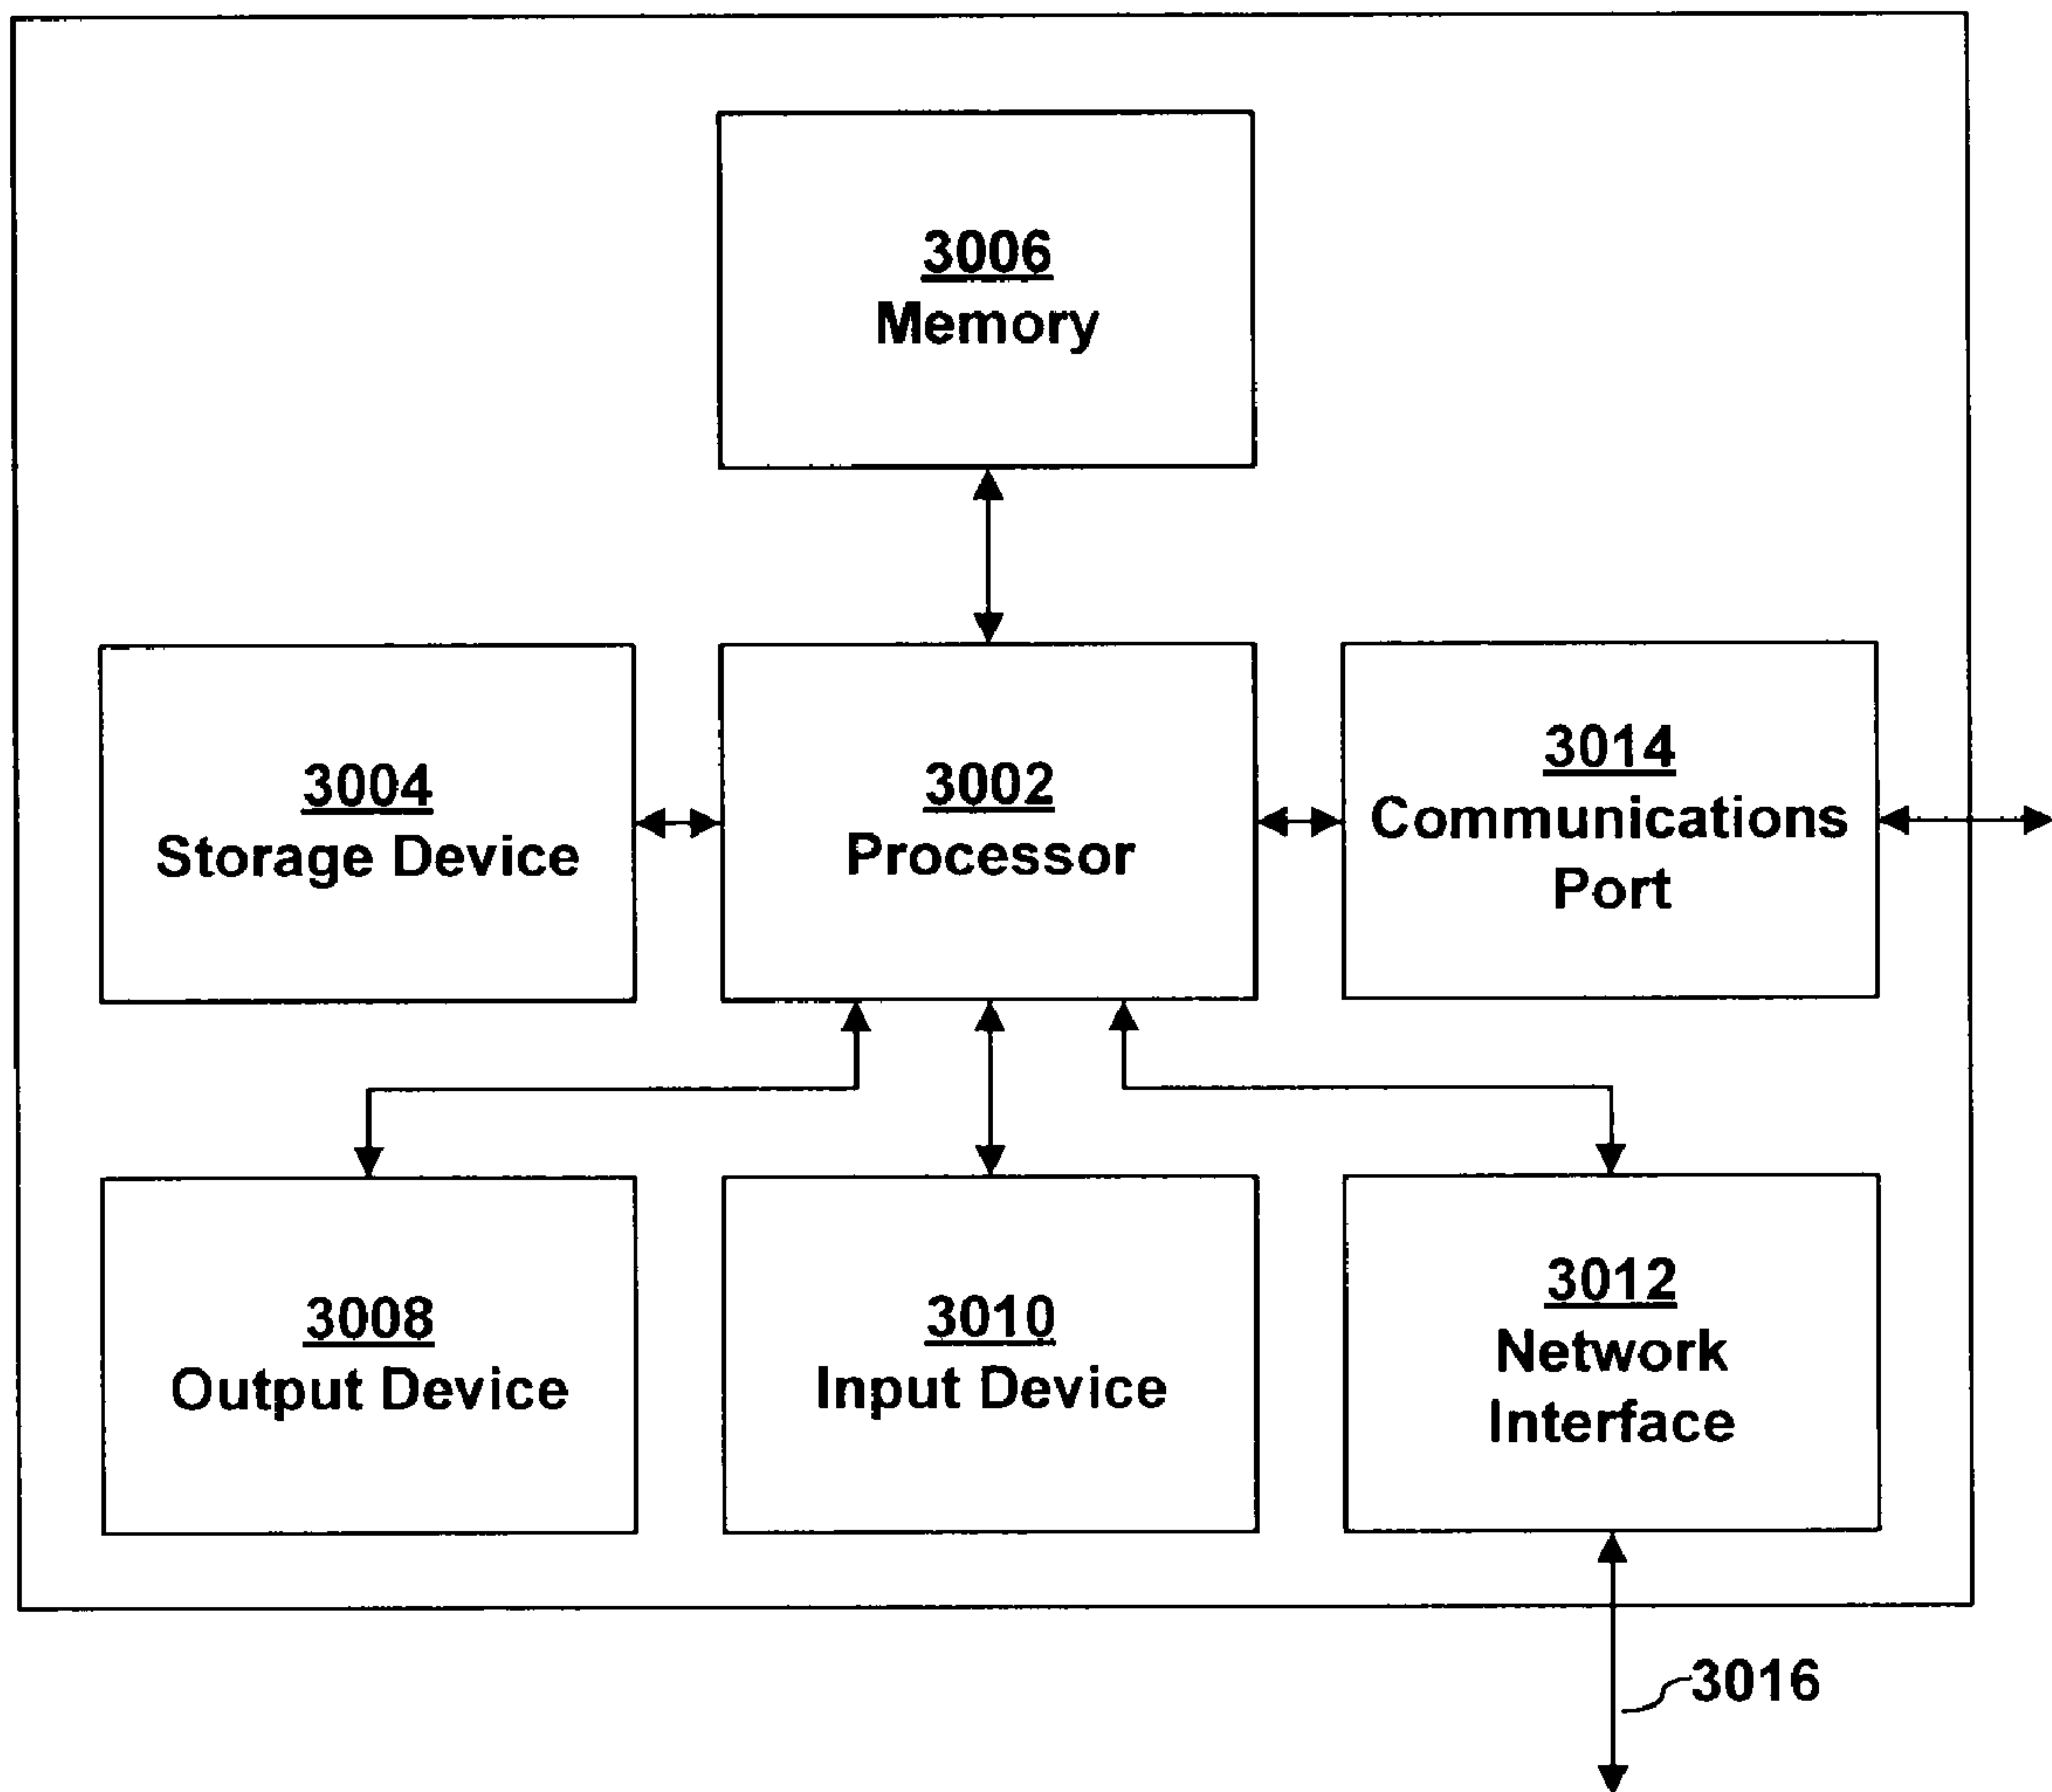 3006
Memory
3004
Storage Device
3002
Processor
3014
Communications
Port
3008
Output Device
3010
Input Device
3012
Network
Interface
3016